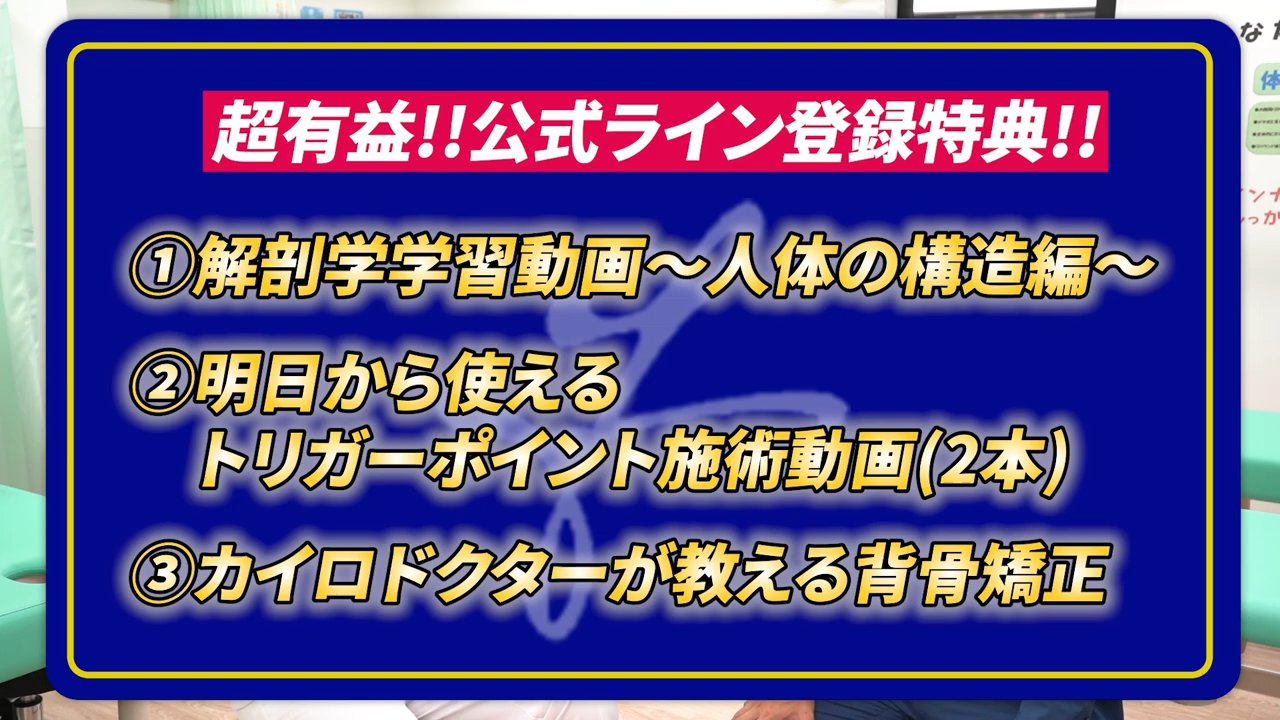 超有益!!公式ライン登録特典!!
①解剖学学習動画～人体の構造編～
②明日から使える
トリガーポイント施術動画(2本)
③カイロドクターが教える背骨矯正